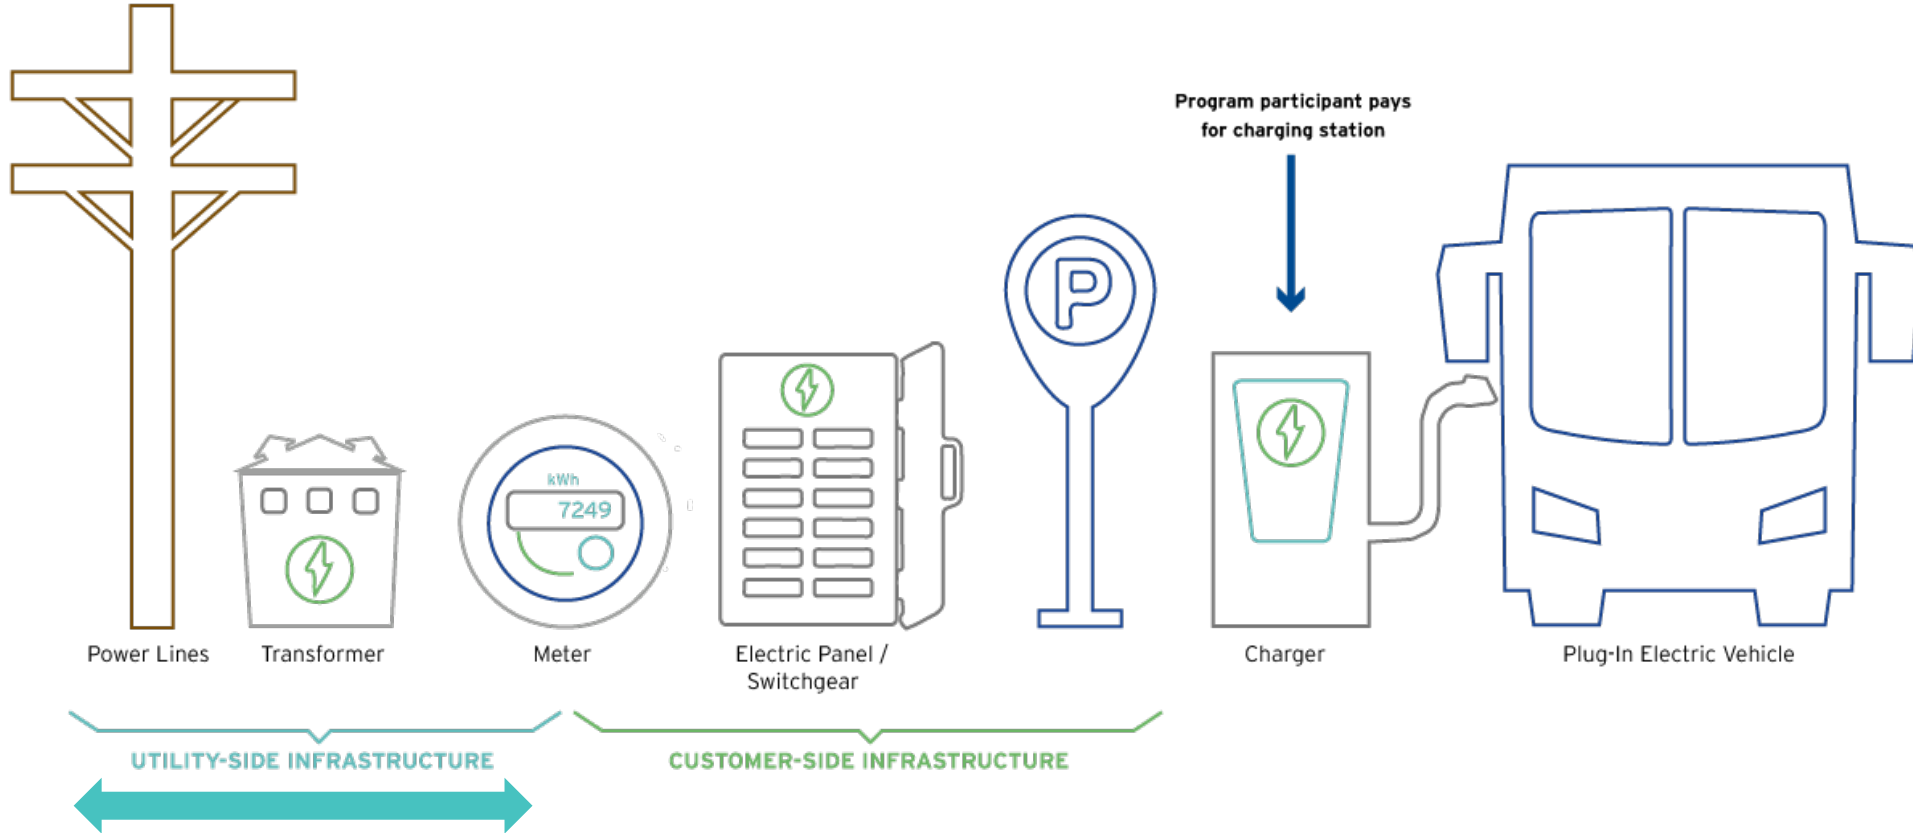 Program participant pays
for charging station
P
kWh
7249
Power Lines
Transformer
Meter
Electric Panel /
Switchgear
Charger
Plug-In Electric Vehicle
UTILITY-SIDE INFRASTRUCTURE
CUSTOMER-SIDE INFRASTRUCTURE